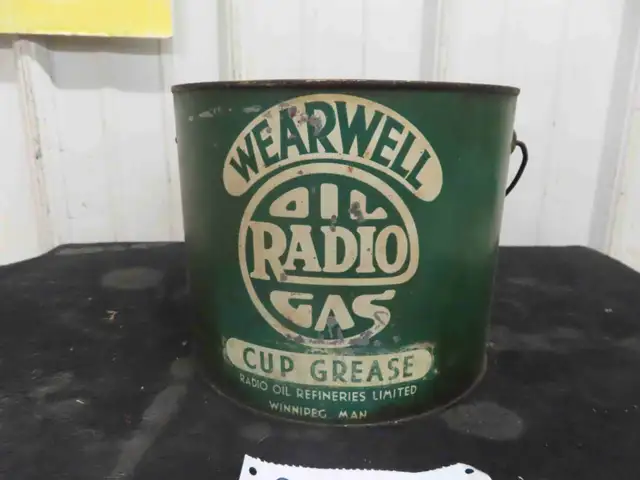 WEARWELL
OIL
RADIO
GAS
CUP GREASE
RADIO OIL REFINERIES LIMITED
WINNIPEG MAN